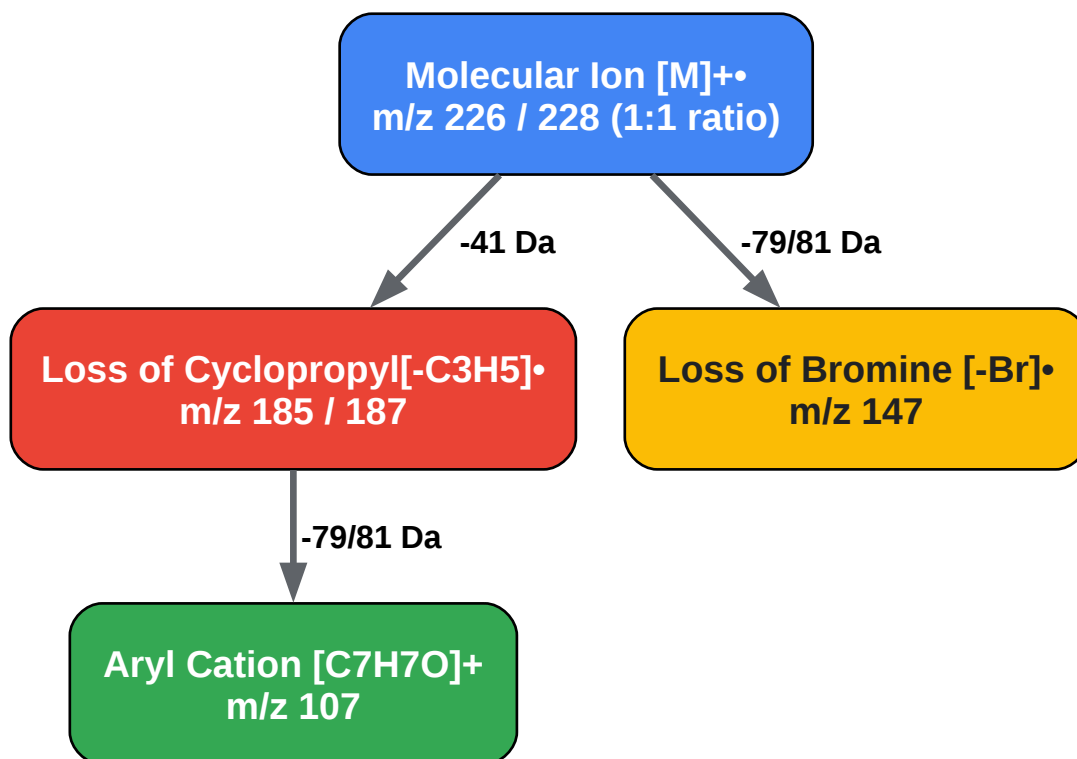 Molecular Ion [M]+•
m/z 226 / 228 (1:1 ratio)
-41 Da
-79/81 Da
Loss of Cyclopropyl[-C3H5]•
m/z 185 / 187
Loss of Bromine [-Br]•
m/z 147
-79/81 Da
Aryl Cation [C7H7O]+
m/z 107